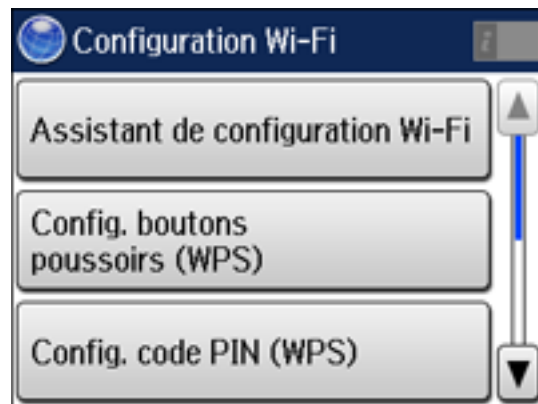 Configuration Wi-Fi
Assistant de configuration Wi-Fi
Config. boutons
poussoirs (WPS)
Config. code PIN (WPS)